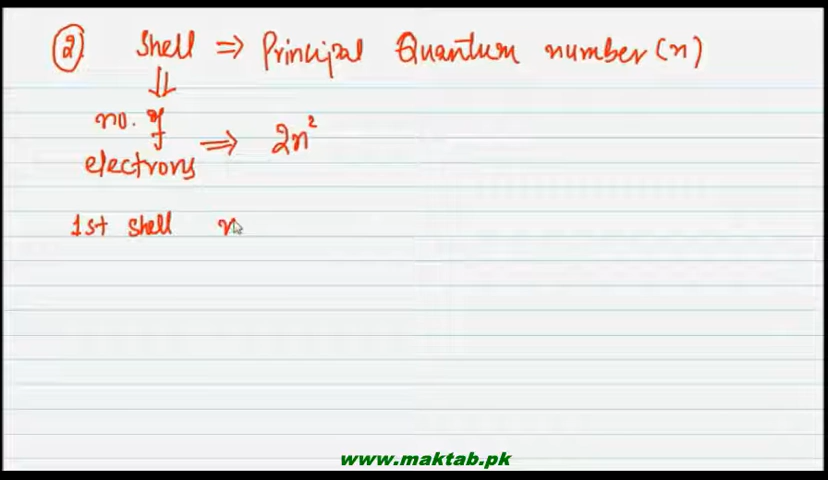 (2) Shell ⇒ Principal Quantum number (n)
⇓
no. of
electrons ⇒ 2n²
1st shell n
www.maktab.pk